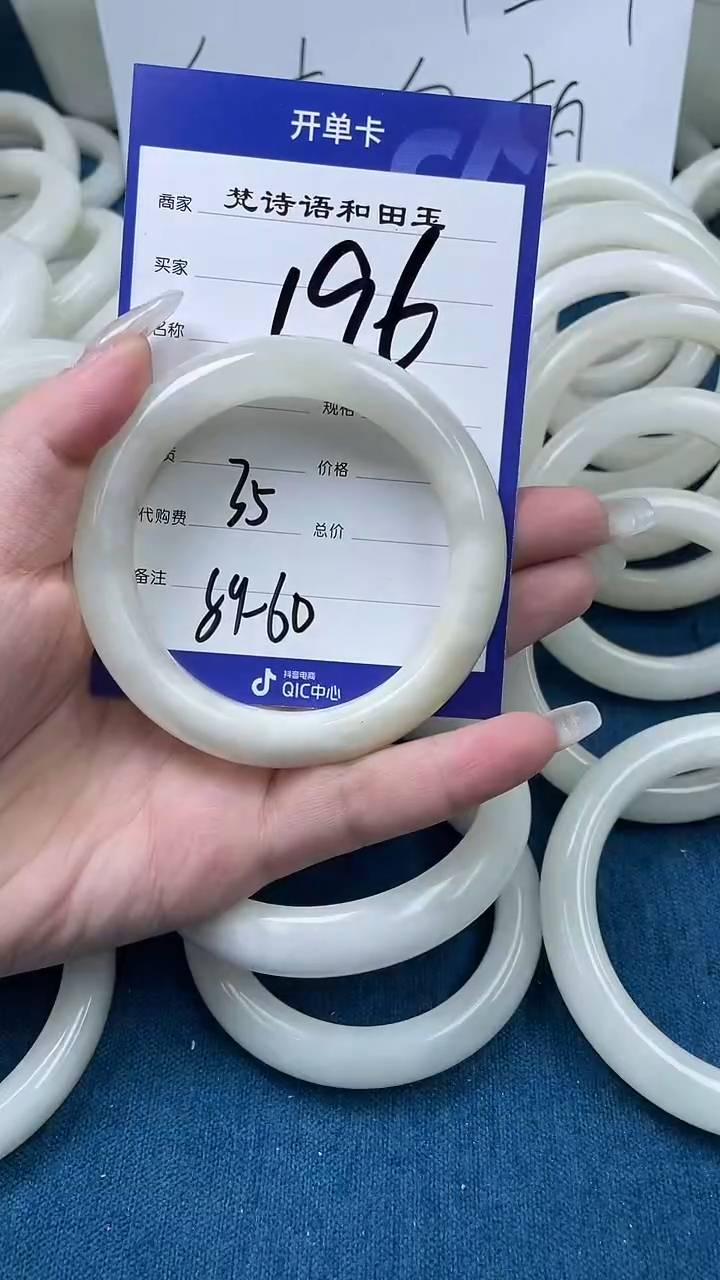 开单卡
商家 梵诗语和田玉
买家
196
名称
规格
价格
代购费 35 总价
备注 89-60
抖音电商
QIC中心